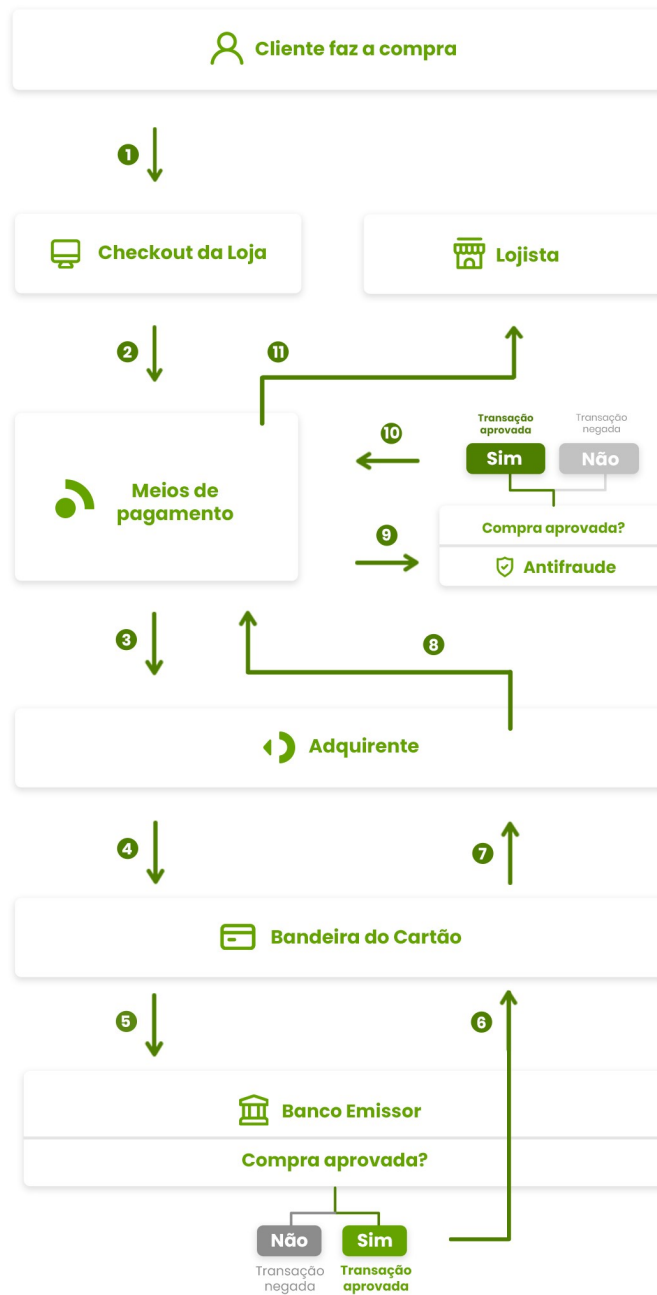 Cliente faz a compra
1
Checkout da Loja
Lojista
2
11
Transação
aprovada
Transação
negada
10
Sim
Não
Meios de
pagamento
Compra aprovada?
9
Antifraude
3
8
Adquirente
4
7
Bandeira do Cartão
5
6
Banco Emissor
Compra aprovada?
Não
Sim
Transação
negada
Transação
aprovada